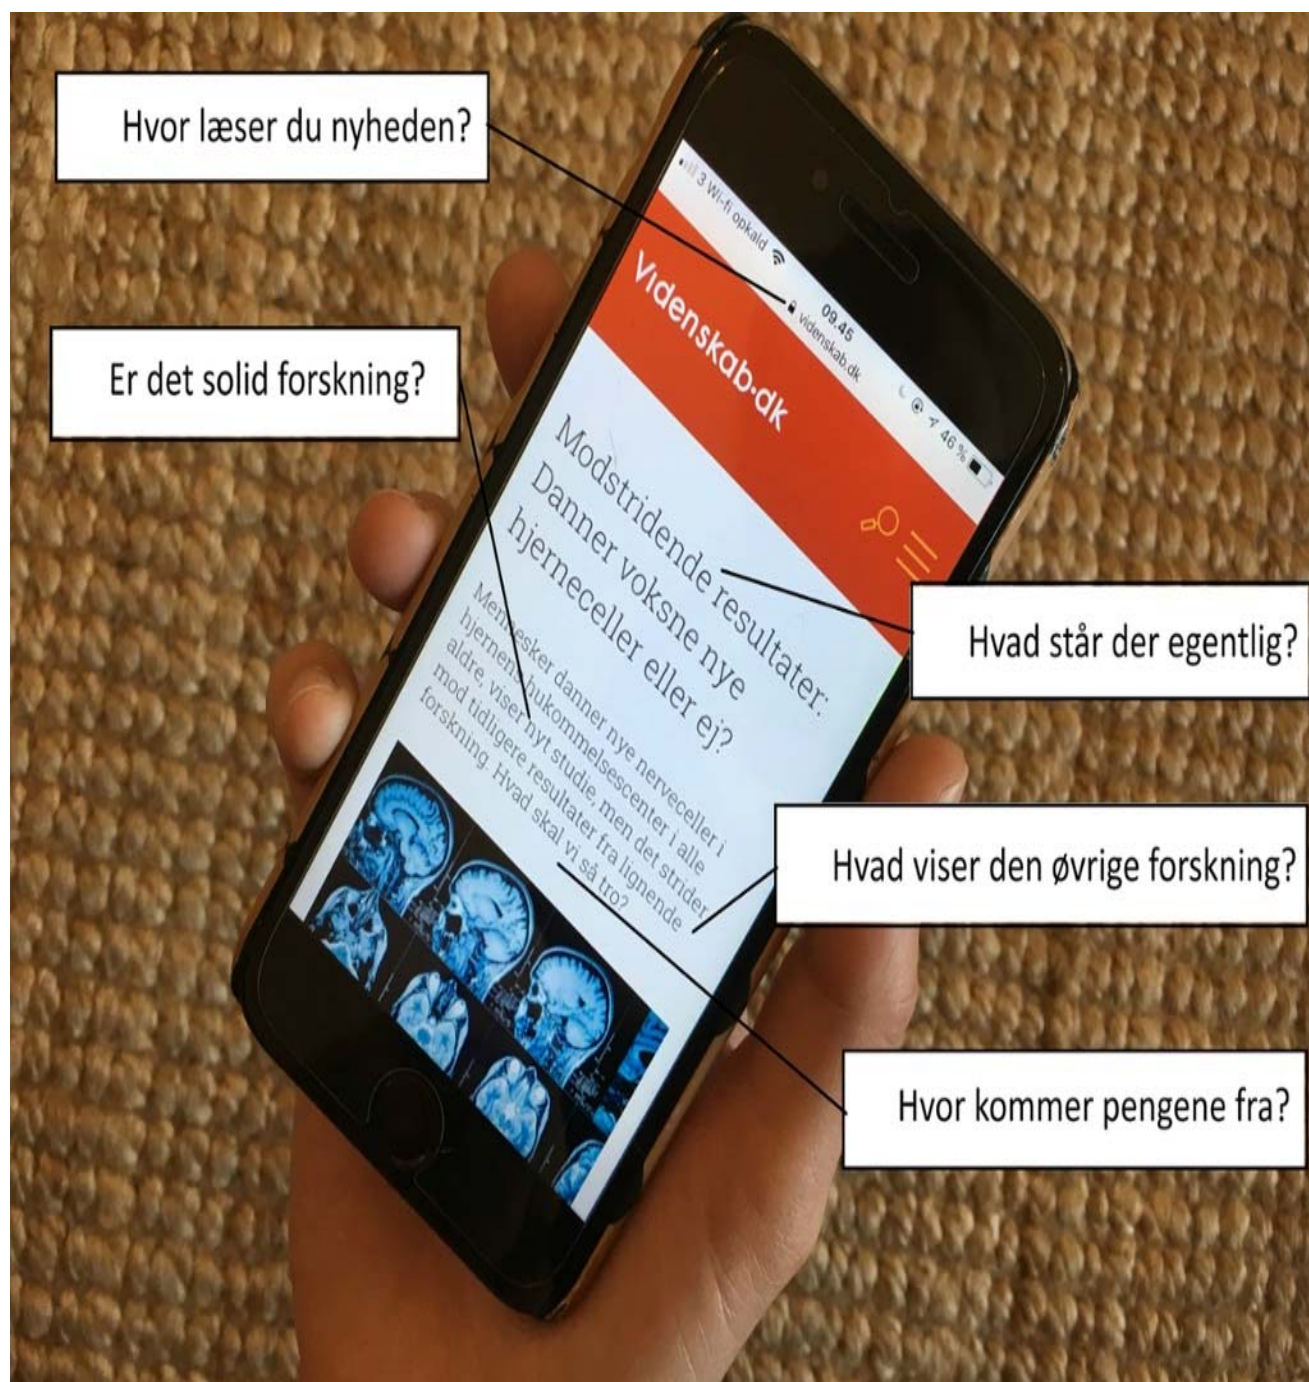 Hvor læser du nyheden?
Er det solid forskning?
3 Wi-fi opkald
09.45
46 %
videnskab.dk
Videnskab.dk
Modstridende resultater:
Danner voksne nye
hjerneceller eller ej?
Mennesker danner nye nerveceller i
hjernens hukommelsescenter i alle
aldre, viser nyt studie, men det strider
mod tidligere resultater fra lignende
forskning. Hvad skal vi så tro?
Hvad står der egentlig?
Hvad viser den øvrige forskning?
Hvor kommer pengene fra?